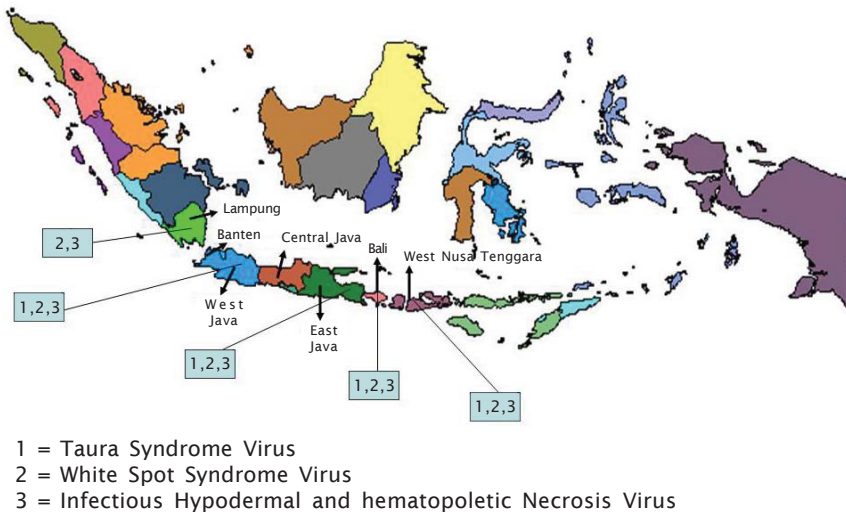 Lampung
2,3
Banten
Central Java
Bali
West Nusa Tenggara
1,2,3
West
Java
East
Java
1,2,3
1,2,3
1,2,3
1 = Taura Syndrome Virus
2 = White Spot Syndrome Virus
3 = Infectious Hypodermal and hematopoletic Necrosis Virus